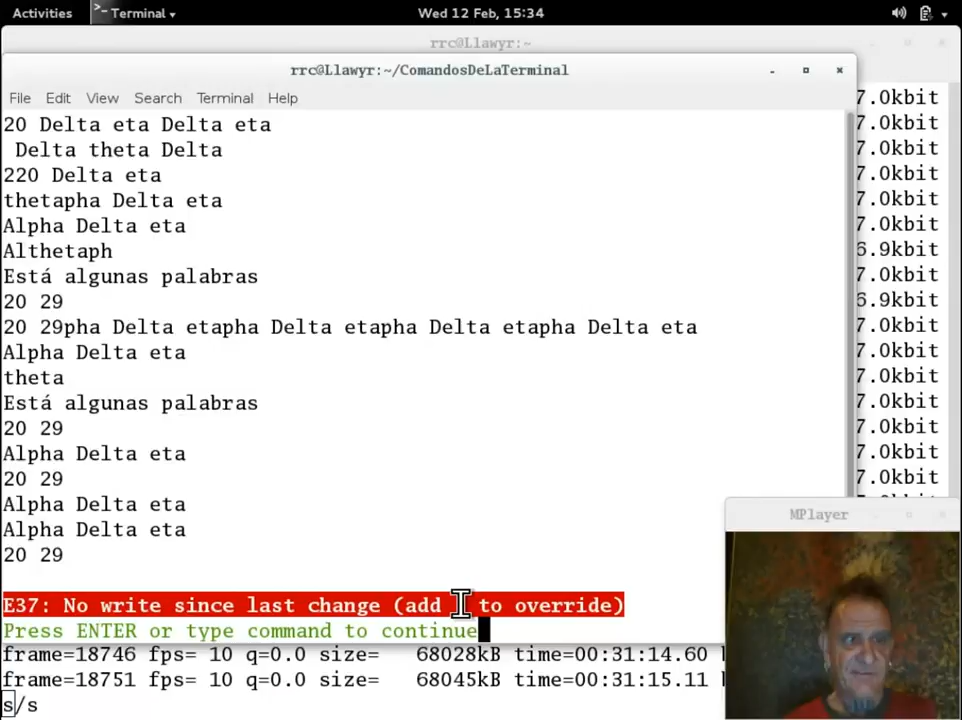 Activities
Terminal
Wed 12 Feb, 15:34
rrc@Llawyr:~
rrc@Llawyr:~/ComandosDeLaTerminal
File Edit View Search Terminal Help
20 Delta eta Delta eta
Delta theta Delta
220 Delta eta
thetapha Delta eta
Alpha Delta eta
Althetaph
Está algunas palabras
20 29
20 29pha Delta etapha Delta etapha Delta etapha Delta eta
Alpha Delta eta
theta
Está algunas palabras
20 29
Alpha Delta eta
20 29
Alpha Delta eta
Alpha Delta eta
20 29
E37: No write since last change (add to override)
Press ENTER or type command to continue
7.0kbit
7.0kbit
7.0kbit
7.0kbit
7.0kbit
7.0kbit
6.9kbit
7.0kbit
6.9kbit
7.0kbit
7.0kbit
7.0kbit
7.0kbit
7.0kbit
7.0kbit
7.0kbit
MPlayer
frame=18746 fps= 10 q=0.0 size= 68028kB time=00:31:14.60
frame=18751 fps= 10 q=0.0 size= 68045kB time=00:31:15.11
s/s